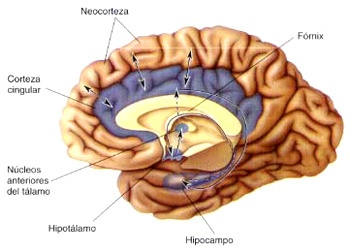 Neocorteza
Fórnix
Corteza
cingular
Núcleos
anteriores
del tálamo
Hipotálamo
Hipocampo